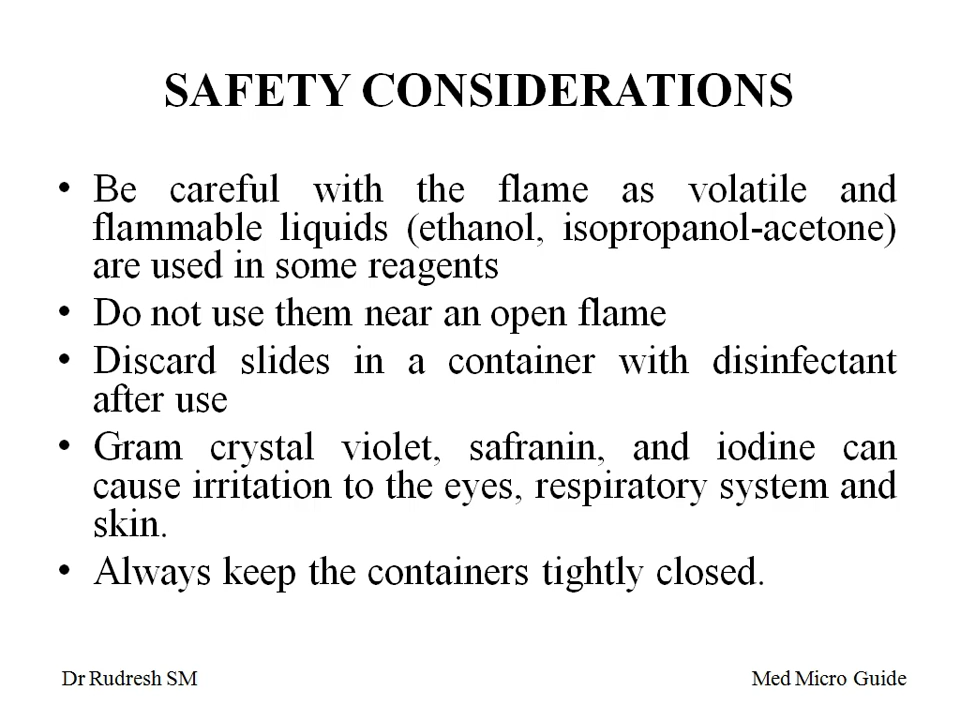 SAFETY CONSIDERATIONS
• Be careful with the flame as volatile and
flammable liquids (ethanol, isopropanol-acetone)
are used in some reagents
• Do not use them near an open flame
• Discard slides in a container with disinfectant
after use
• Gram crystal violet, safranin, and iodine can
cause irritation to the eyes, respiratory system and
skin.
• Always keep the containers tightly closed.
Dr Rudresh SM
Med Micro Guide